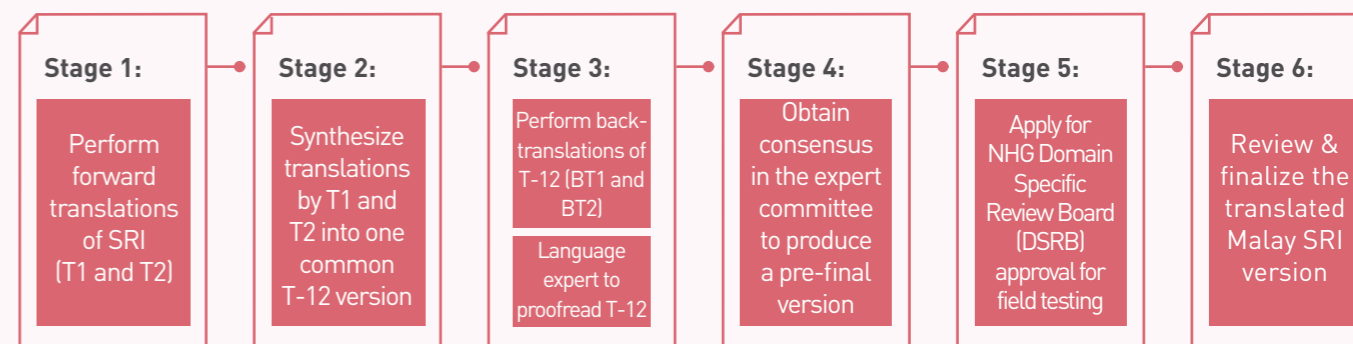 Stage 1:
Perform
forward
translations
of SRI
(T1 and T2)
Stage 2:
Synthesize
translations
by T1 and
T2 into one
common
T-12 version
Stage 3:
Perform back-
translations of
T-12 (BT1 and
BT2)
Language
expert to
proofread T-12
Stage 4:
Obtain
consensus
in the expert
committee
to produce
a pre-final
version
Stage 5:
Apply for
NHG Domain
Specific
Review Board
(DSRB)
approval for
field testing
Stage 6:
Review &
finalize the
translated
Malay SRI
version